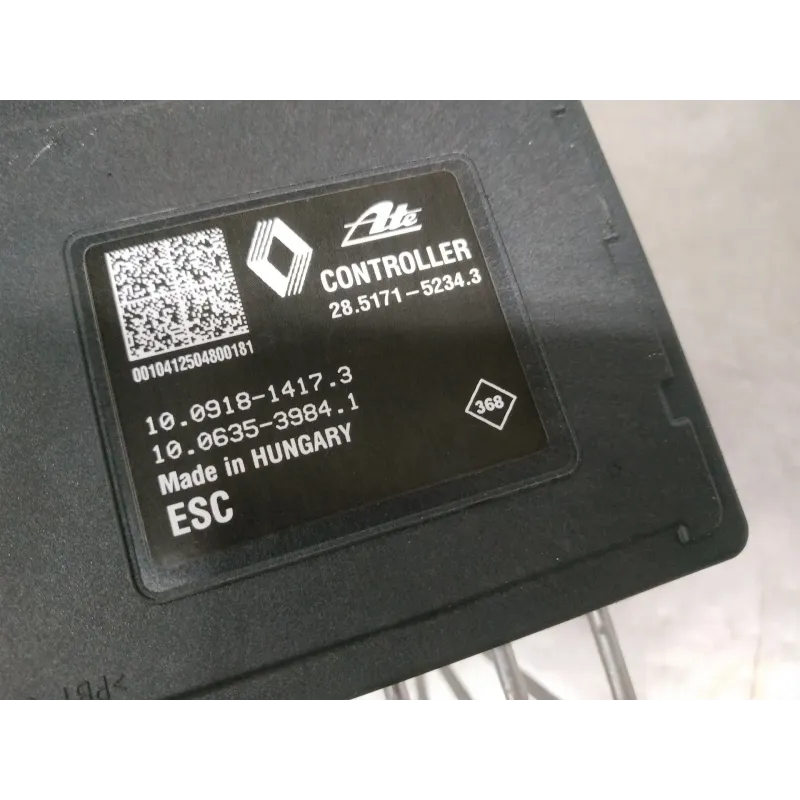 Ate
CONTROLLER
28.5171-5234.3
0010412504800181
10.0918-1417.3
10.0635-3984.1
368
Made in HUNGARY
ESC
>PBT